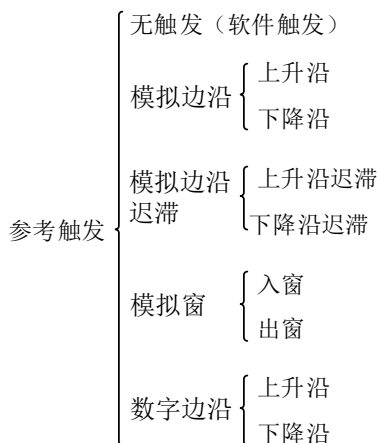 无触发（软件触发）
上升沿
模拟边沿
下降沿
模拟边沿
迟滞
上升沿迟滞
下降沿迟滞
参考触发
入窗
模拟窗
出窗
上升沿
数字边沿
下降沿